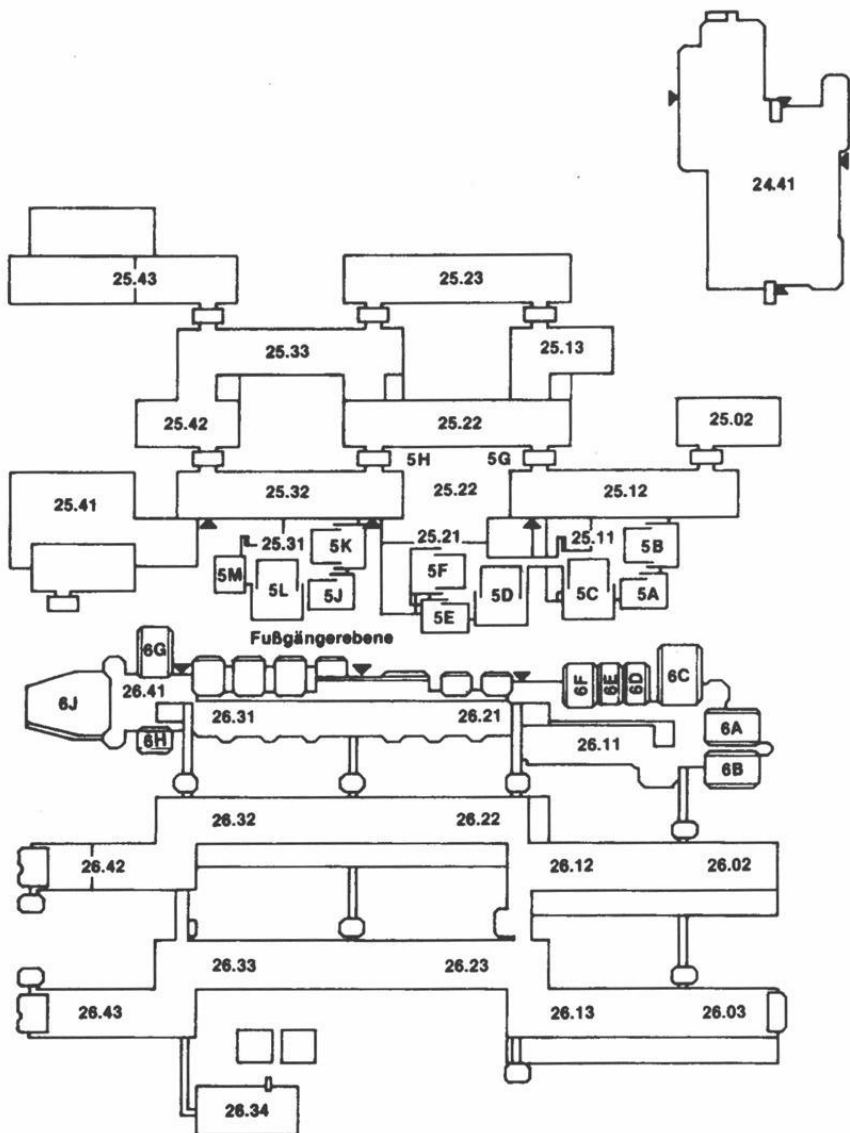 24.41
25.43
25.23
25.33
25.13
25.42
25.22
25.02
5H
5G
25.41
25.32
25.22
25.12
25.31
5K
25.21
25.11
5B
5M
5L
5J
5F
5E
5D
5C
5A
Fußgängerebene
6G
6J
26.41
6H
26.31
26.21
6F
6E
6D
6C
6A
6B
26.11
26.32
26.22
26.42
26.12
26.02
26.33
26.23
26.43
26.13
26.03
26.34